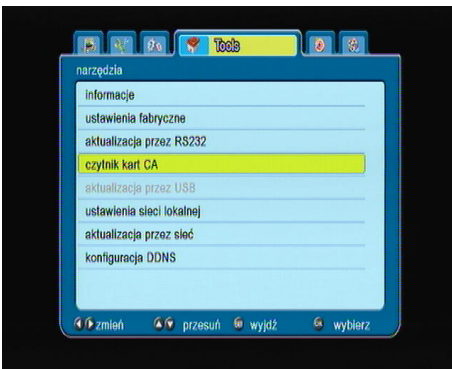 Tools
narzędzia
informacje
ustawienia fabryczne
aktualizacja przez RS232
czytnik kart CA
aktualizacja przez USB
ustawienia sieci lokalnej
aktualizacja przez sieć
konfiguracja DDNS
zmień przesuń wyjdź OK wybierz